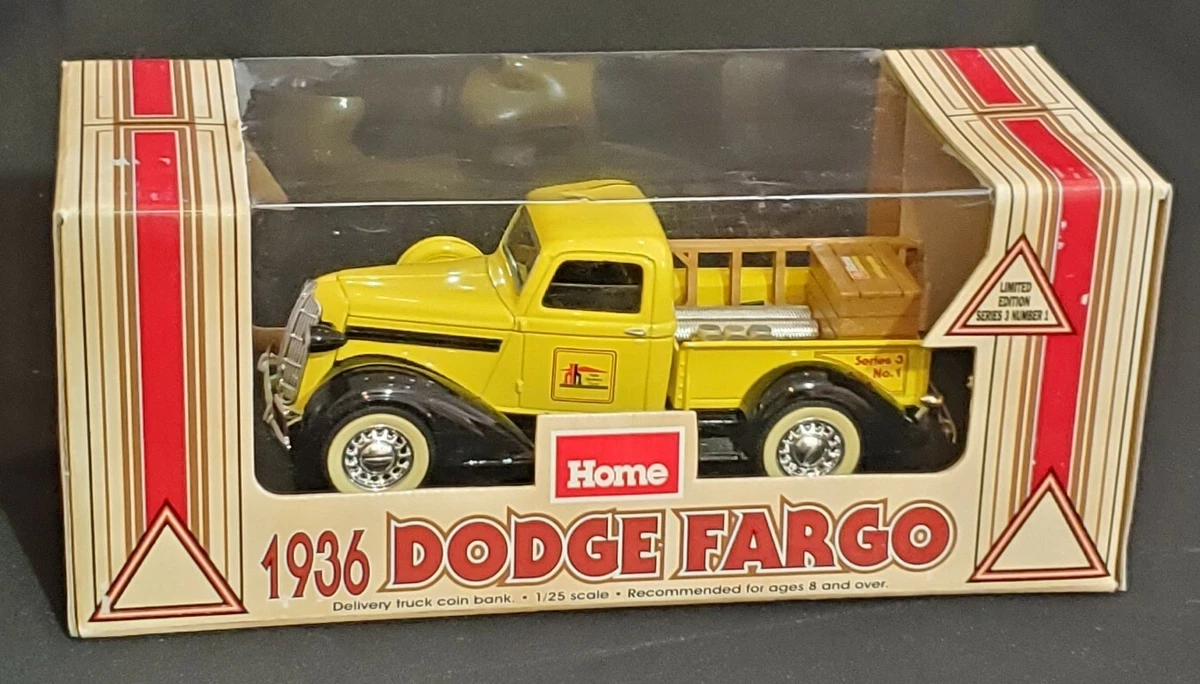 LIMITED
EDITION
SERIES 3 NUMBER 1
Series 3
No. 1
Home
1936 DODGE FARGO
Delivery truck coin bank. • 1/25 scale • Recommended for ages 8 and over.